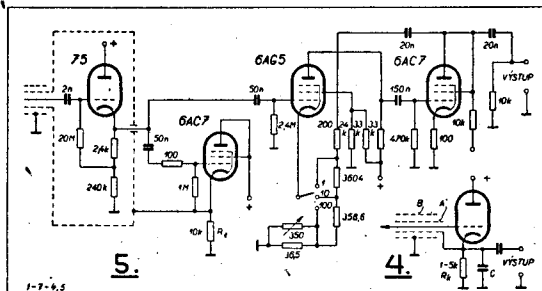 75
6AG5
6AC7
20n
20n
2n
50n
150n
VÝSTUP
6AC7
50n
200
24k
33k
33k
10k
10k
20M
2,4k
100
2,4M
470k
100
1M
1
10
100
3604
240k
10k R₁
350
36,5
358,6
B
A
1-5k
Rk
C
VÝSTUP
5.
4.
1-7-4,5